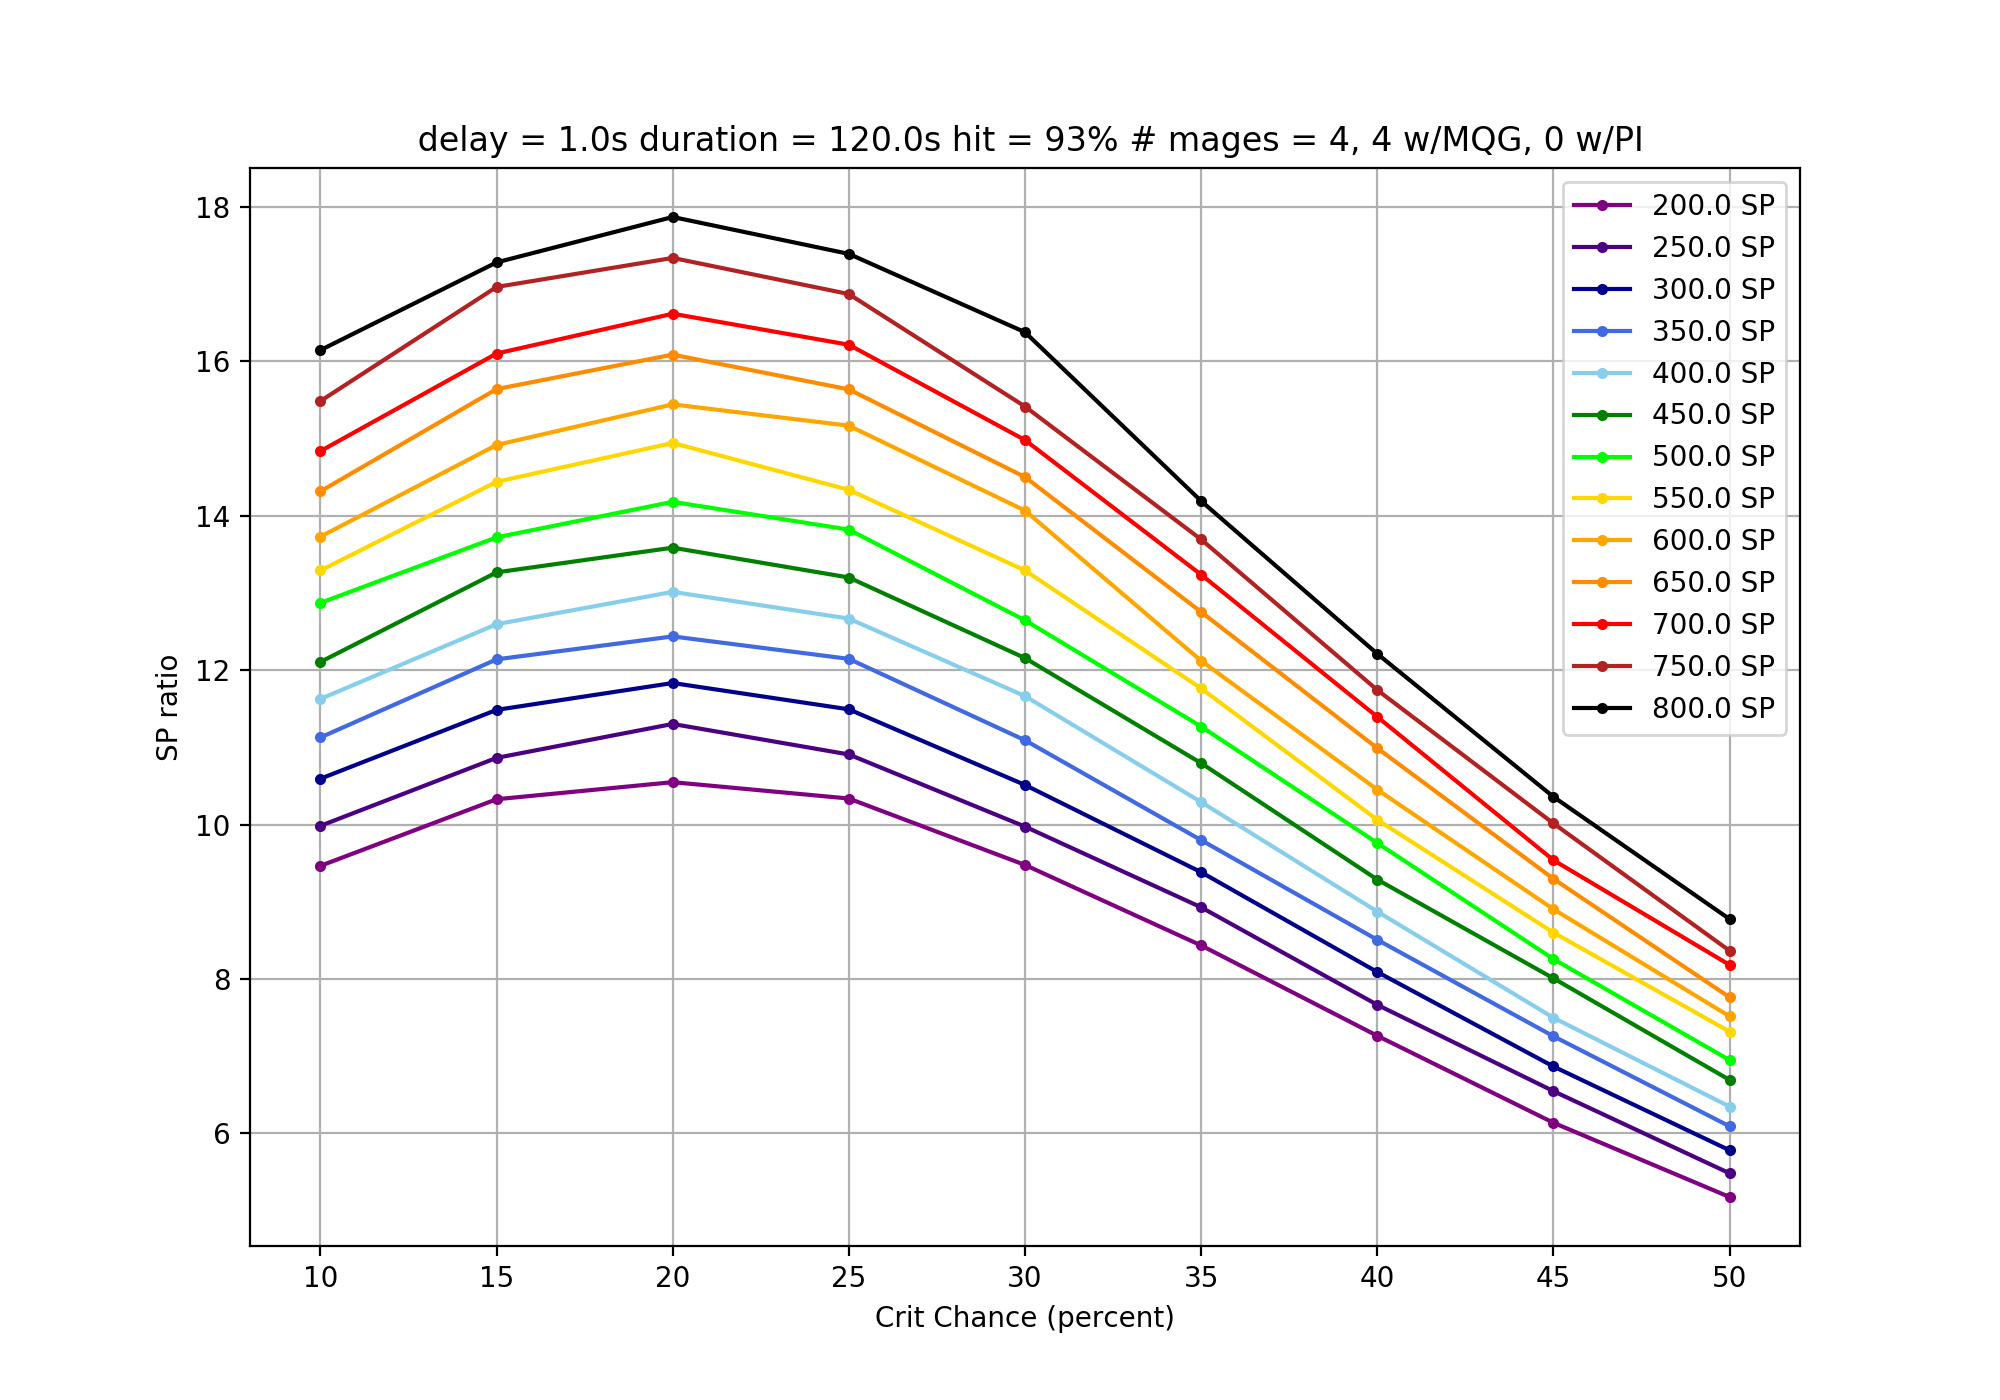 delay = 1.0s duration = 120.0s hit = 93% # mages = 4, 4 w/MQG, 0 w/PI
200.0 SP
250.0 SP
300.0 SP
350.0 SP
400.0 SP
450.0 SP
500.0 SP
550.0 SP
600.0 SP
650.0 SP
700.0 SP
750.0 SP
800.0 SP
SP ratio
18
16
14
12
10
8
6
10 15 20 25 30 35 40 45 50
Crit Chance (percent)